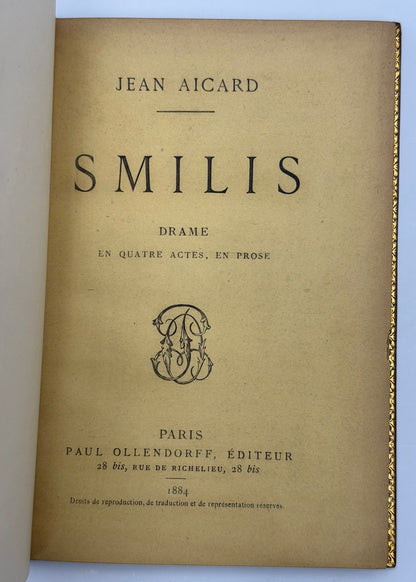 JEAN AICARD
SMILIS
DRAME
EN QUATRE ACTES, EN PROSE
PARIS
PAUL OLLENDORFF, ÉDITEUR
28 bis, RUE DE RICHELIEU, 28 bis
1884
Droits de reproduction, de traduction et de représentation réservés.